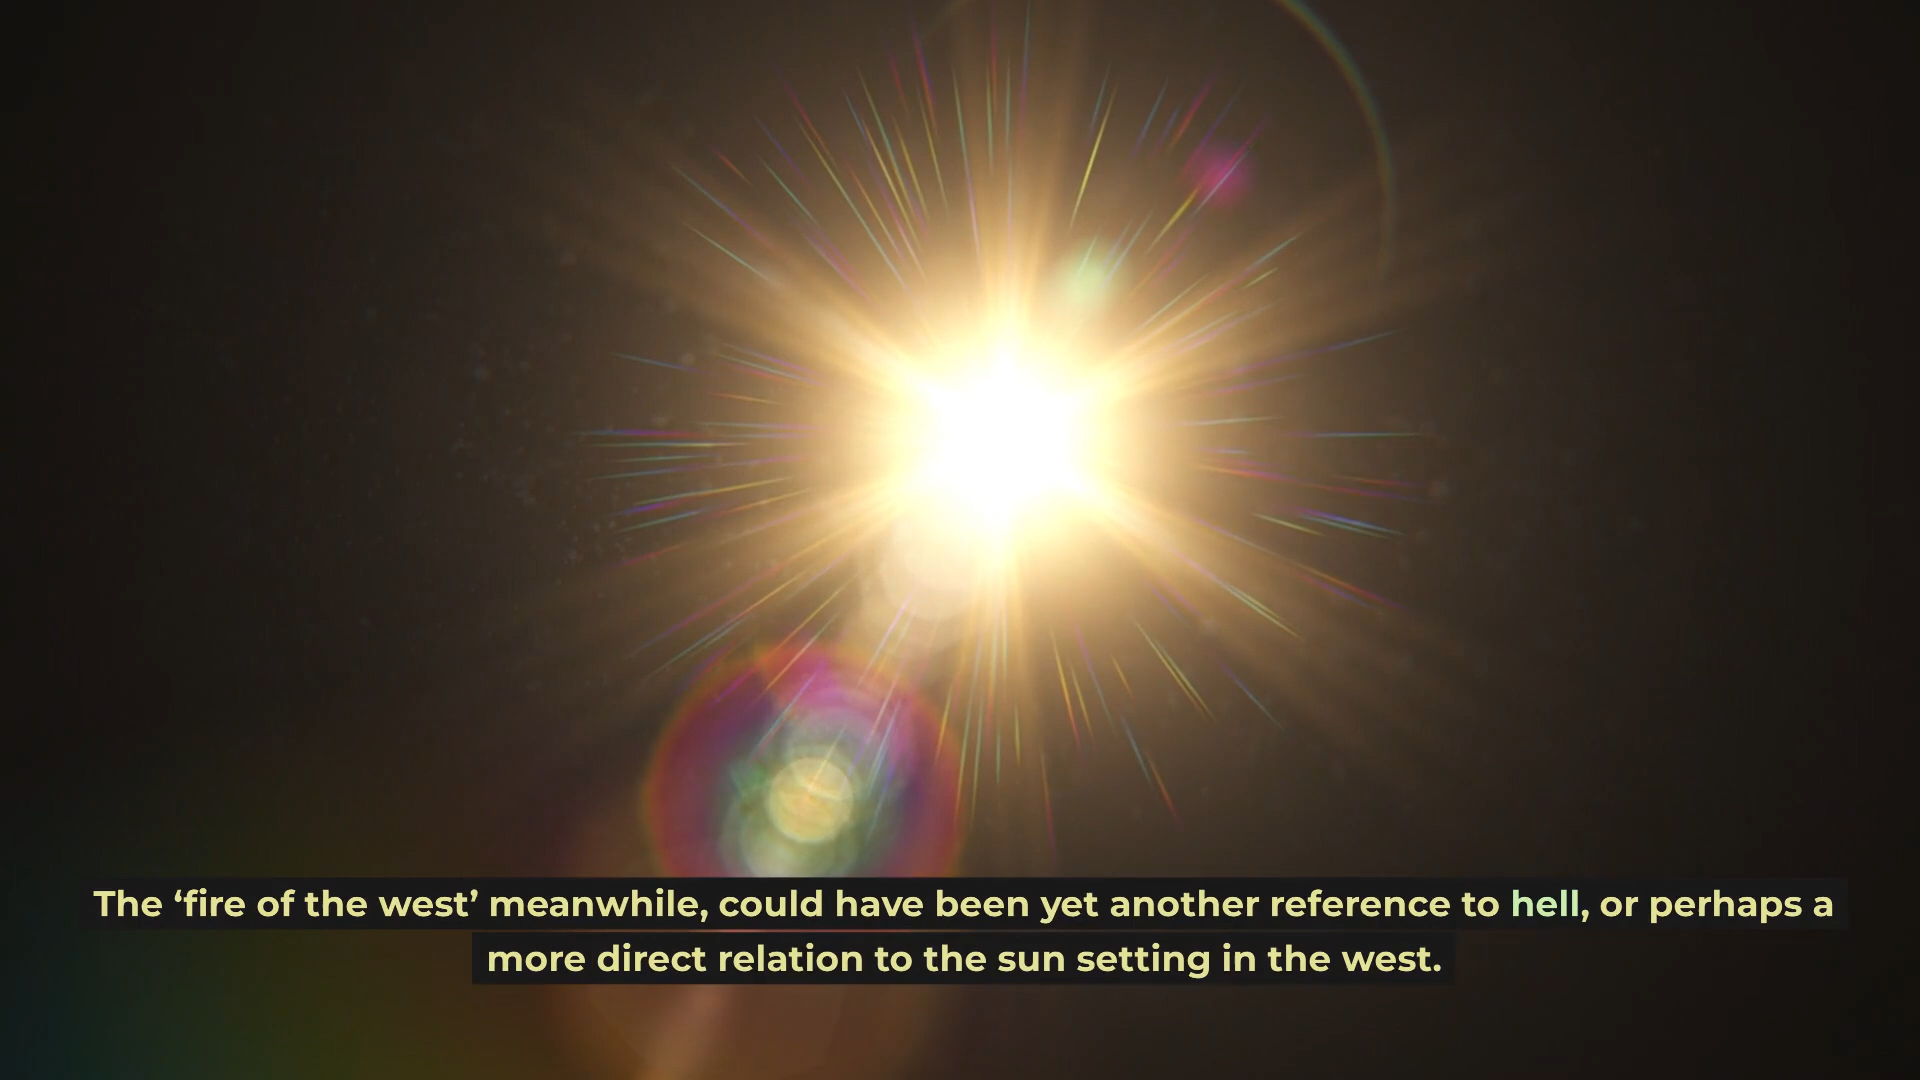 The ‘fire of the west’ meanwhile, could have been yet another reference to hell, or perhaps a
more direct relation to the sun setting in the west.